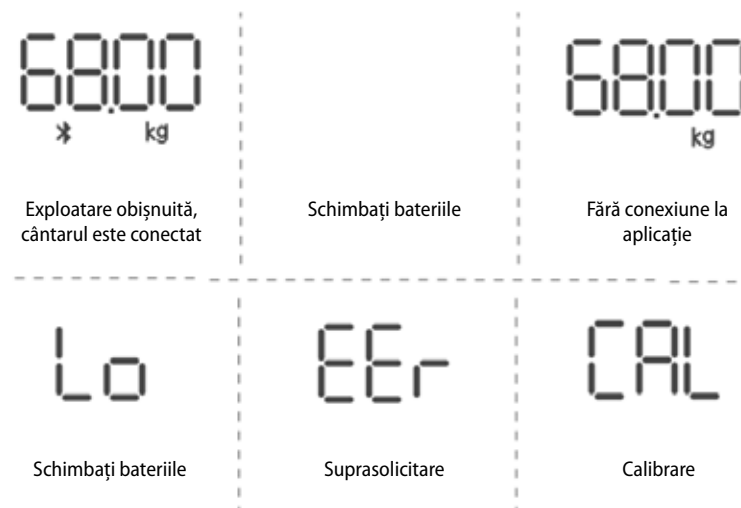 68.00
kg
Exploatare obișnuită,
cântarul este conectat
Schimbați bateriile
68.00
kg
Fără conexiune la
aplicație
Lo
Schimbați bateriile
EEr
Suprasolicitare
CAL
Calibrare